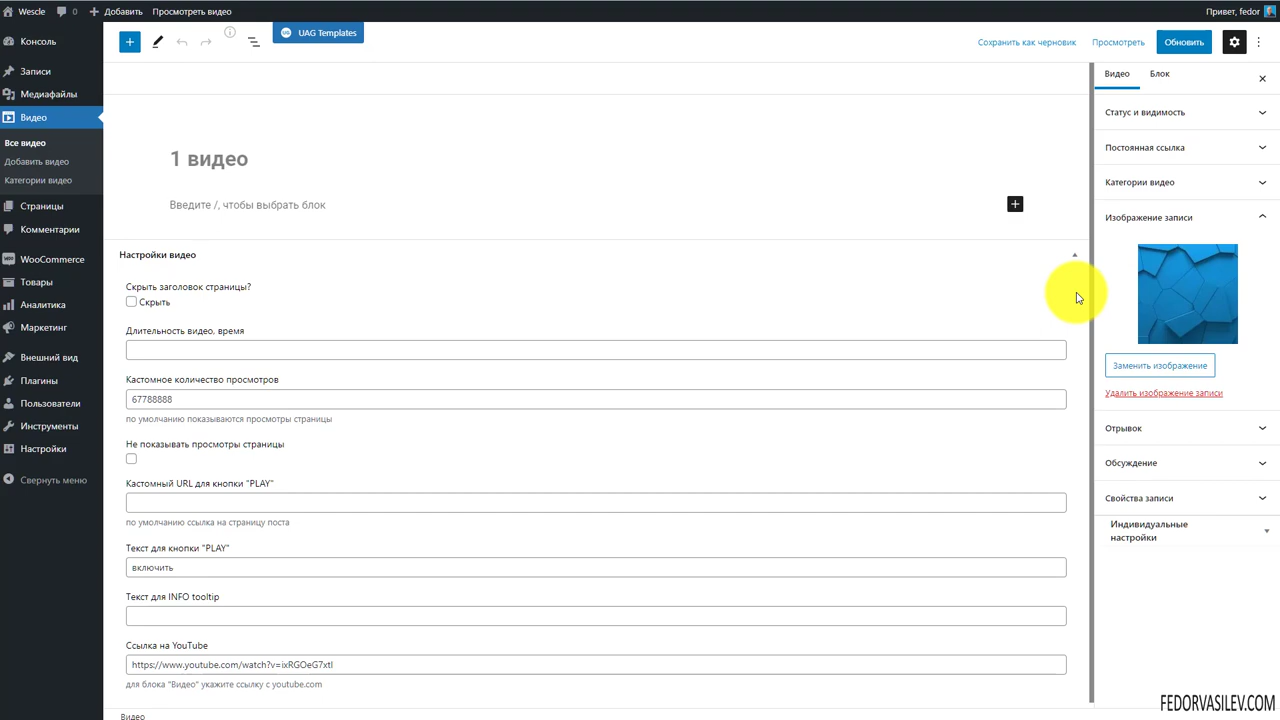 Wescle 0 Добавить Просмотреть видео Привет, fedor
Консоль
Записи
Медиафайлы
Видео
Все видео
Добавить видео
Категории видео
Страницы
Комментарии
WooCommerce
Товары
Аналитика
Маркетинг
Внешний вид
Плагины
Пользователи
Инструменты
Настройки
Свернуть меню
UAG Templates
Сохранить как черновик Просмотреть Обновить
1 видео
Введите /, чтобы выбрать блок
Настройки видео
Скрыть заголовок страницы?
Скрыть
Длительность видео, время
Кастомное количество просмотров
67788888
по умолчанию показываются просмотры страницы
Не показывать просмотры страницы
Кастомный URL для кнопки "PLAY"
по умолчанию ссылка на страницу поста
Текст для кнопки "PLAY"
включить
Текст для INFO tooltip
Ссылка на YouTube
https://www.youtube.com/watch?v=ixRGOeG7xtI
для блока "Видео" укажите ссылку с youtube.com
Видео
Видео Блок
Статус и видимость
Постоянная ссылка
Категории видео
Изображение записи
Заменить изображение
Удалить изображение записи
Отрывок
Обсуждение
Свойства записи
Индивидуальные
настройки
FEDORVASILEV.COM